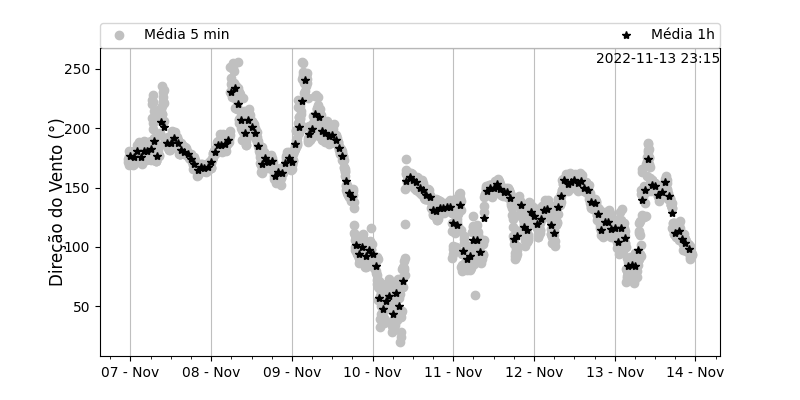 Média 5 min
Média 1h
2022-11-13 23:15
Direção do Vento (°)
250
200
150
100
50
07 - Nov
08 - Nov
09 - Nov
10 - Nov
11 - Nov
12 - Nov
13 - Nov
14 - Nov